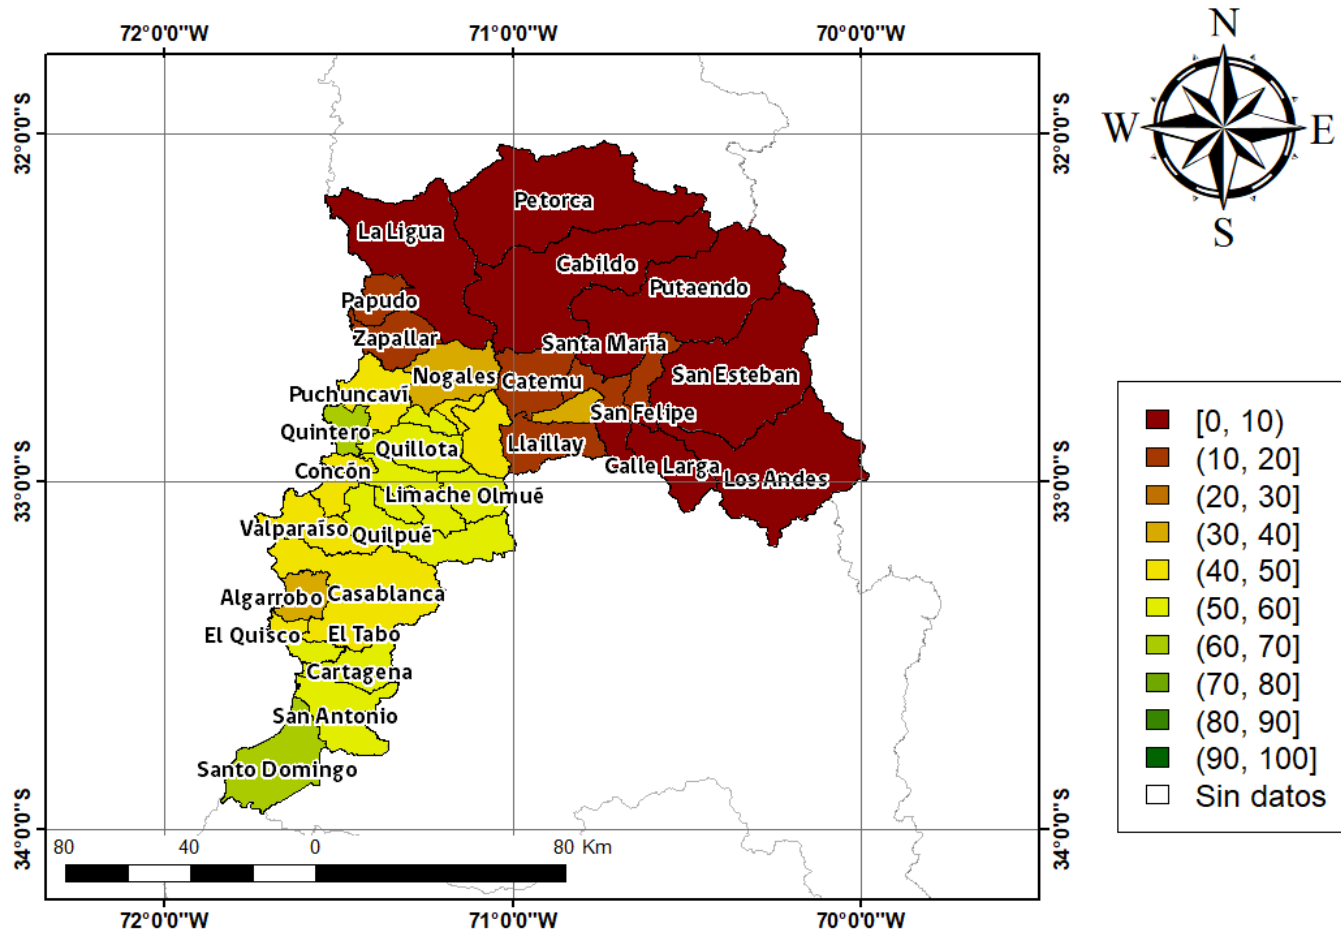 72°0'0"W 71°0'0"W 70°0'0"W
N
W E
S
32°0'0"S 32°0'0"S
Petorca
La Ligua
Cabildo
Putaendo
Papudo
Zapallar
Santa María
Nogales Catemu
San Esteban
Puchuncaví
San Felipe
Quintero
Quillota
Llaillay
Concón
Calle Larga
Los Andes
33°0'0"S 33°0'0"S
Limache Olmué
Valparaíso
Quilpué
Algarrobo
Casablanca
El Quisco
El Tabo
Cartagena
San Antonio
Santo Domingo
34°0'0"S 34°0'0"S
80 40 0 80 Km
72°0'0"W 71°0'0"W 70°0'0"W
[0, 10)
(10, 20]
(20, 30]
(30, 40]
(40, 50]
(50, 60]
(60, 70]
(70, 80]
(80, 90]
(90, 100]
Sin datos